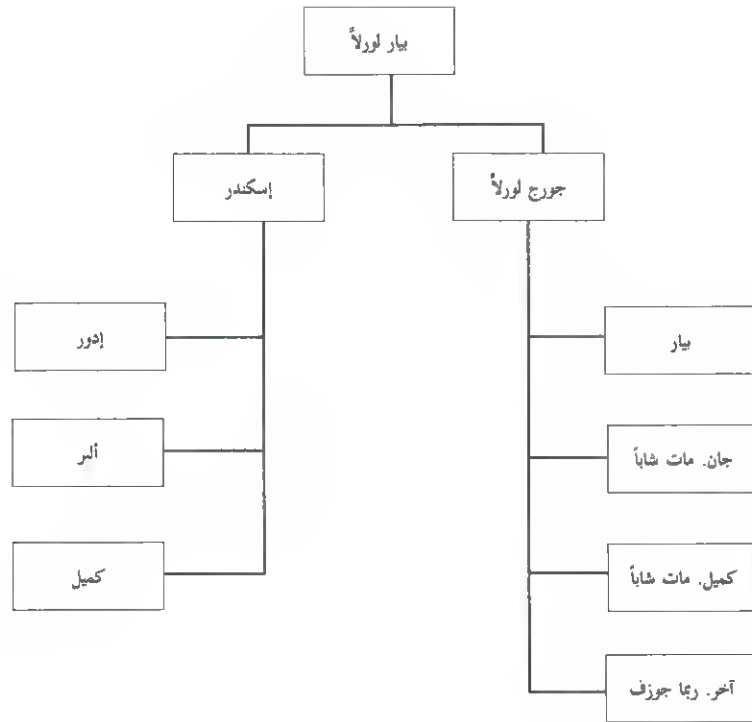 بيار لورلاً
جورج لورلاً
إسكندر
بيار
إدور
جان. مات شاباً
ألبر
كميل. مات شاباً
كميل
آخر. ربما جوزف